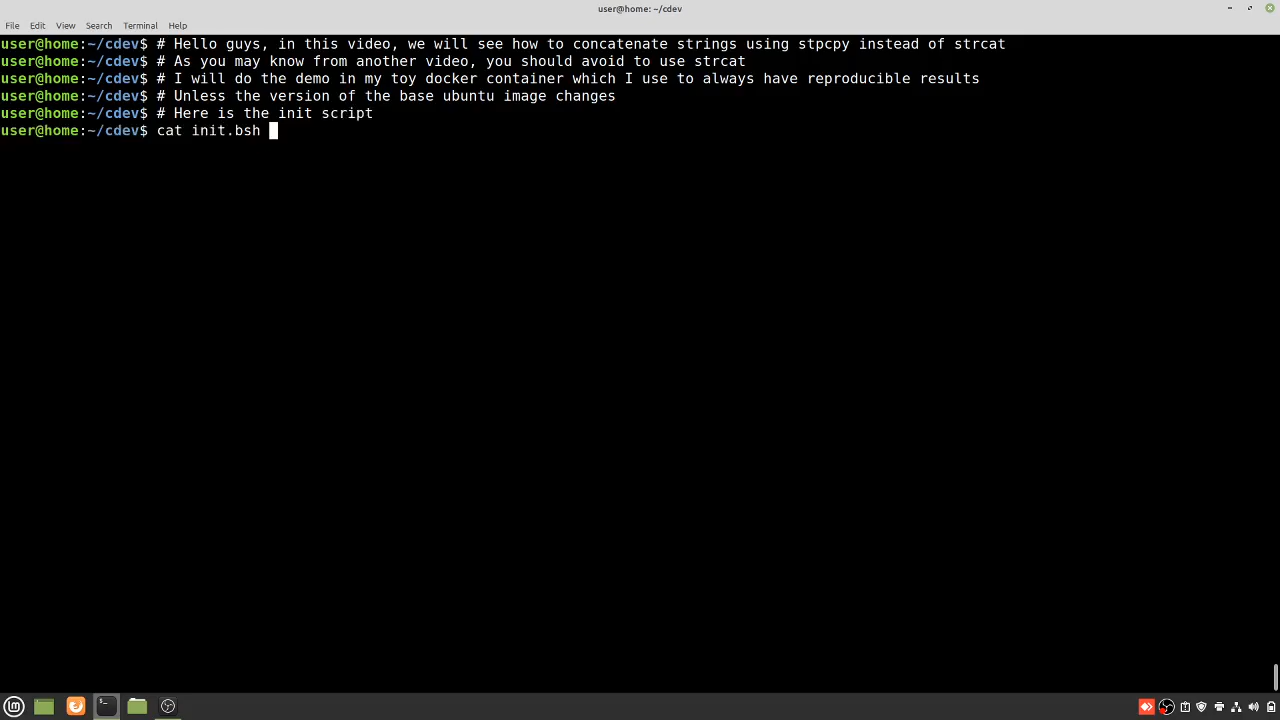 user@home: ~/cdev
File Edit View Search Terminal Help
user@home:~/cdev$ # Hello guys, in this video, we will see how to concatenate strings using stpcpy instead of strcat
user@home:~/cdev$ # As you may know from another video, you should avoid to use strcat
user@home:~/cdev$ # I will do the demo in my toy docker container which I use to always have reproducible results
user@home:~/cdev$ # Unless the version of the base ubuntu image changes
user@home:~/cdev$ # Here is the init script
user@home:~/cdev$ cat init.bsh